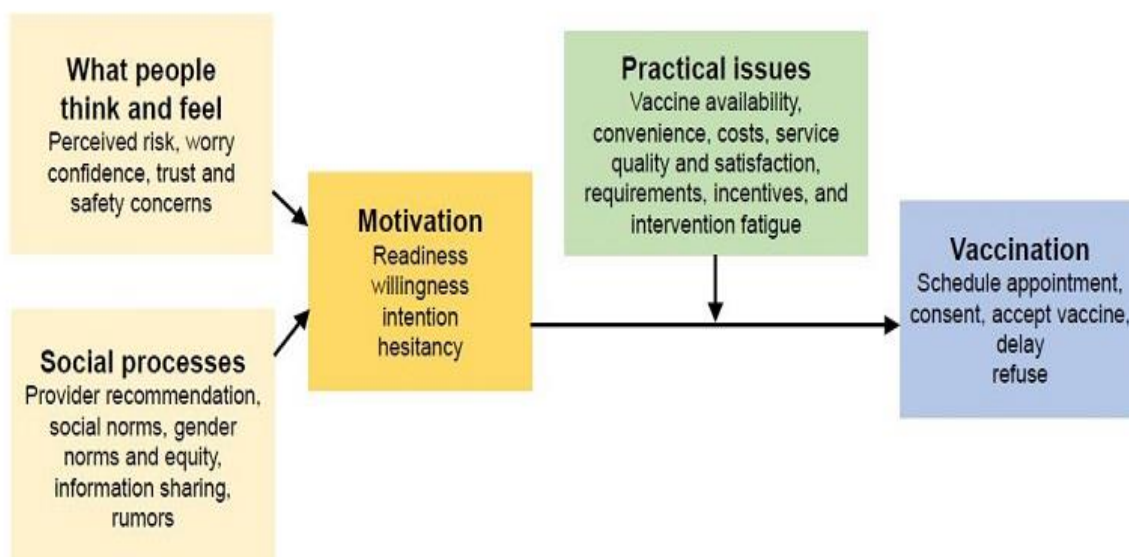 What people
think and feel
Perceived risk, worry
confidence, trust and
safety concerns
Social processes
Provider recommendation,
social norms, gender
norms and equity,
information sharing,
rumors
Motivation
Readiness
willingness
intention
hesitancy
Practical issues
Vaccine availability,
convenience, costs, service
quality and satisfaction,
requirements, incentives, and
intervention fatigue
Vaccination
Schedule appointment,
consent, accept vaccine,
delay
refuse